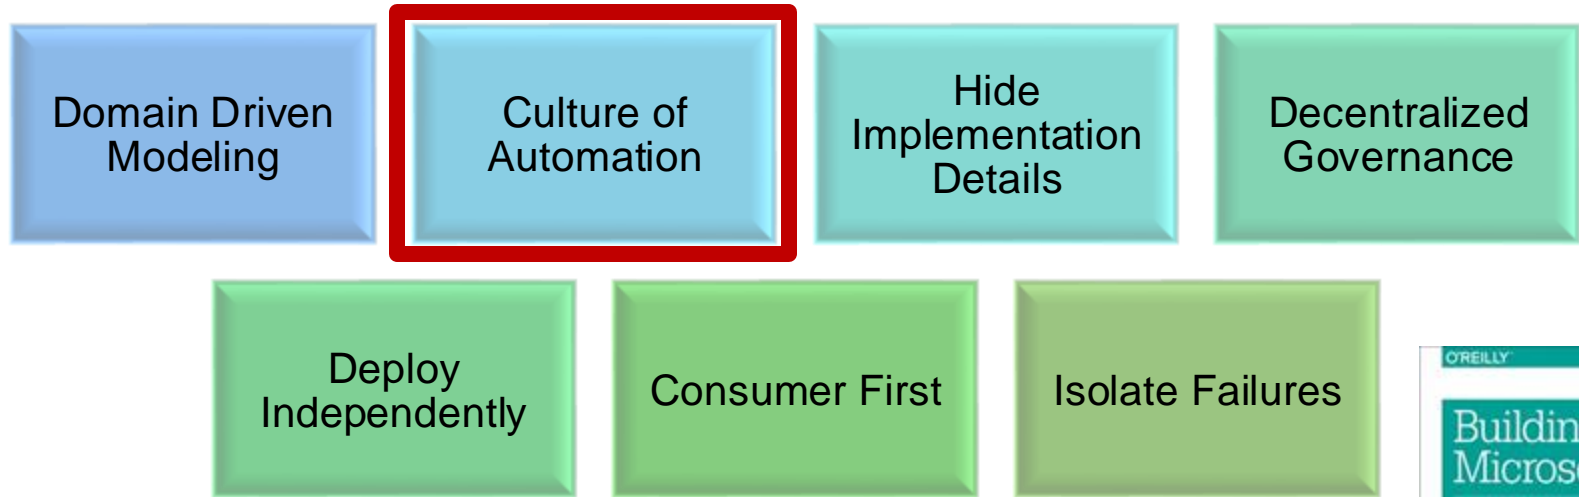 Domain Driven
Modeling
Culture of
Automation
Hide
Implementation
Details
Decentralized
Governance
Deploy
Independently
Consumer First
Isolate Failures
O'REILLY